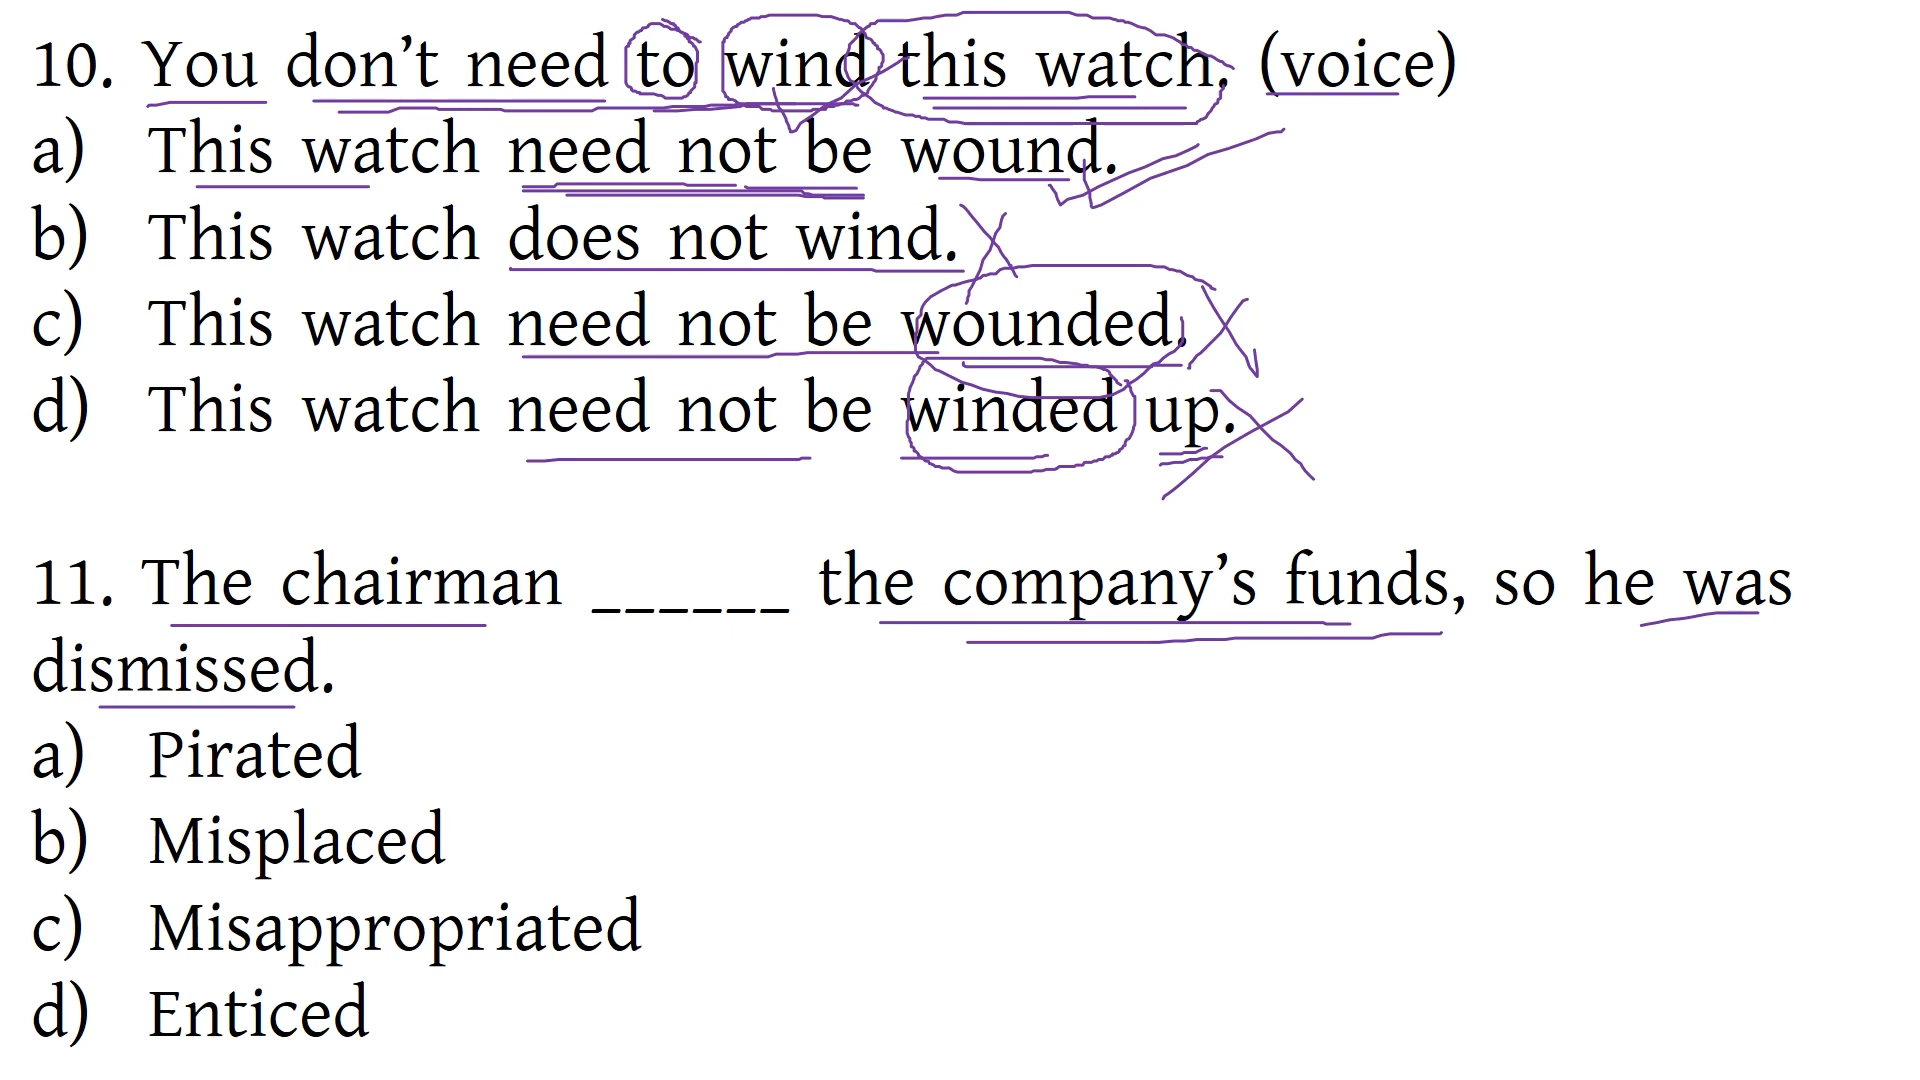 10. You don’t need to wind this watch. (voice)
a) This watch need not be wound.
b) This watch does not wind.
c) This watch need not be wounded.
d) This watch need not be winded up.
11. The chairman ______ the company’s funds, so he was
dismissed.
a) Pirated
b) Misplaced
c) Misappropriated
d) Enticed